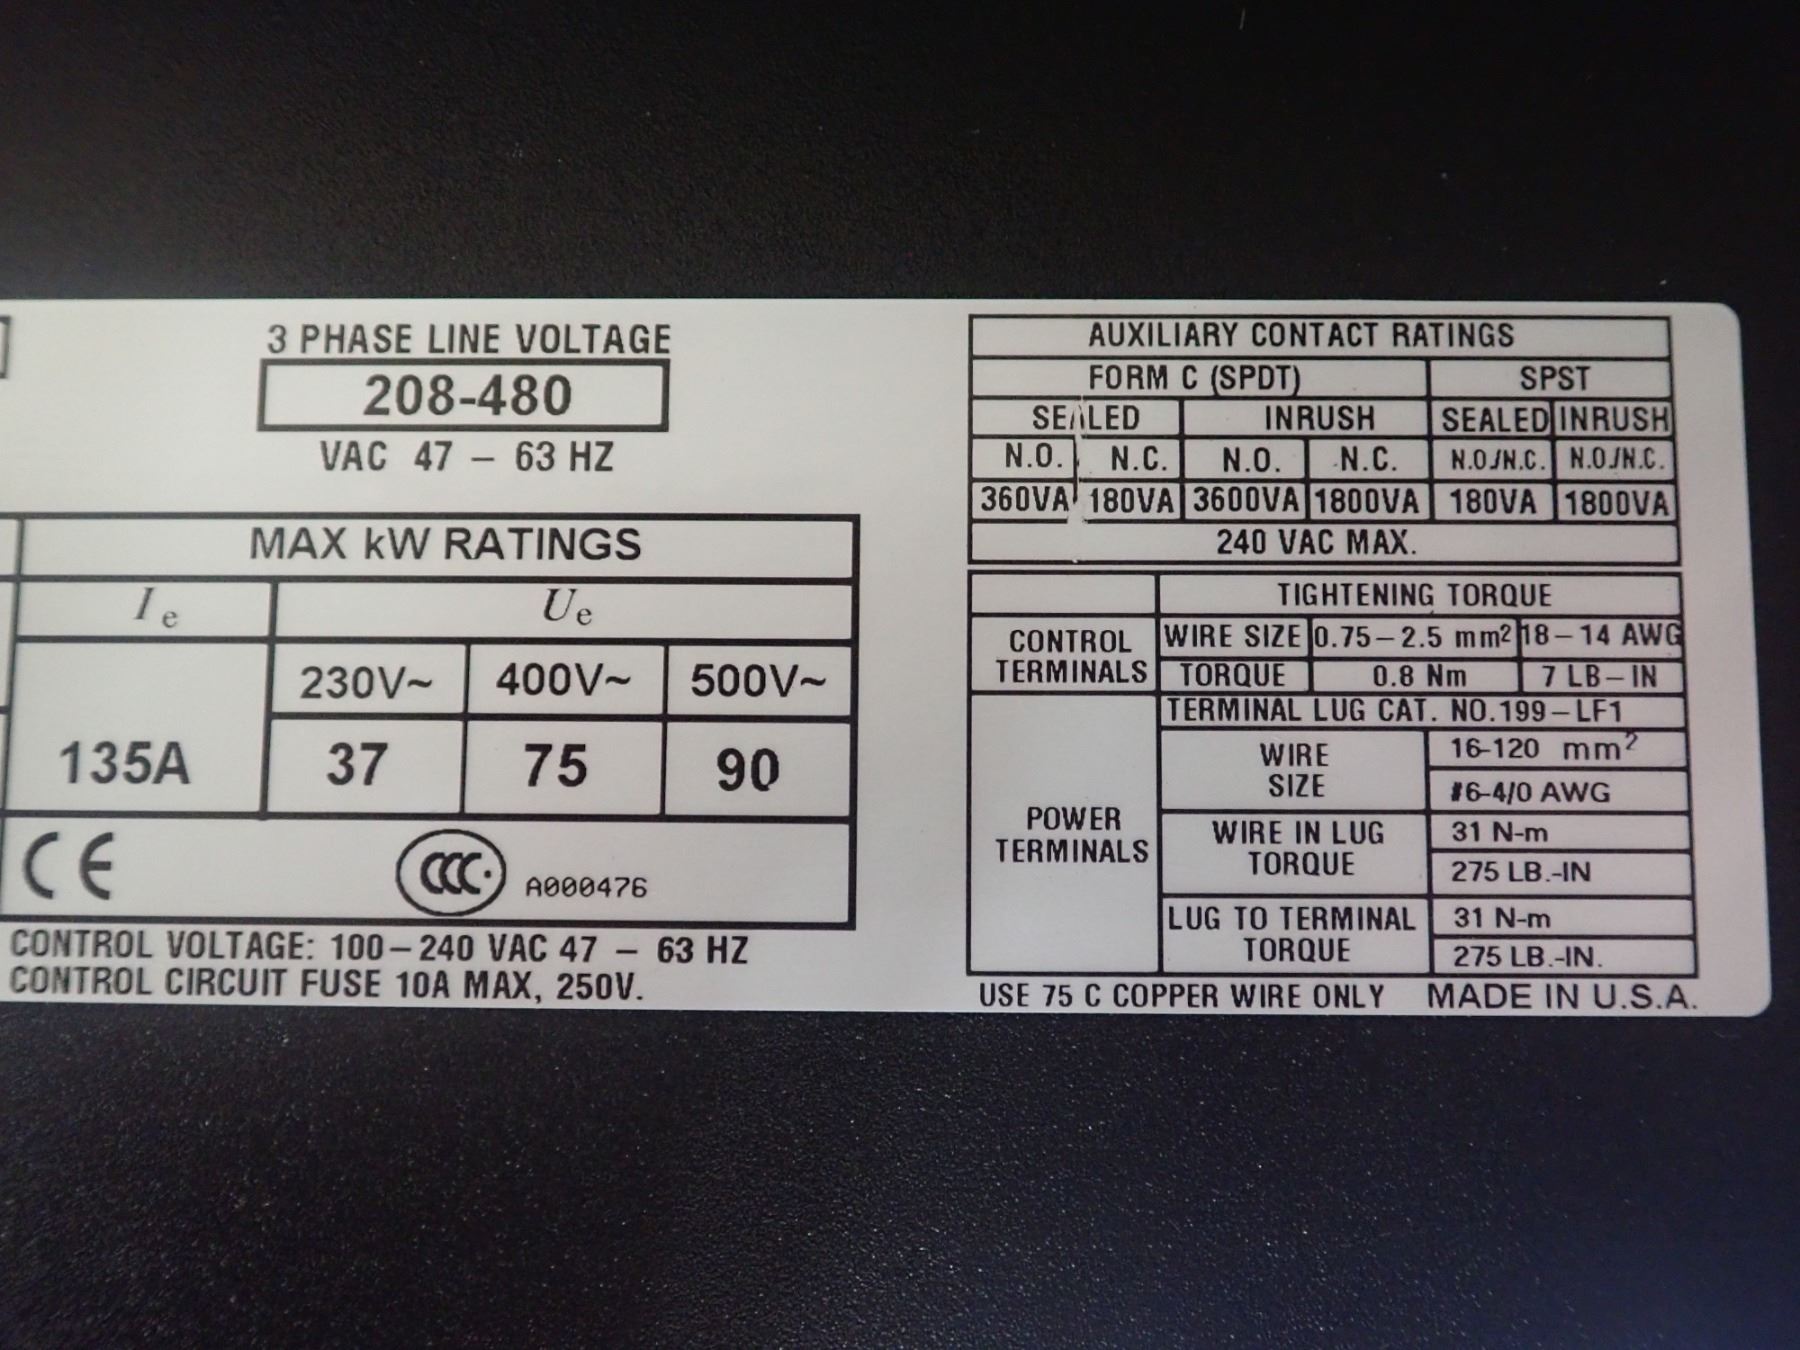 3 PHASE LINE VOLTAGE
208-480
VAC 47 – 63 HZ
MAX kW RATINGS
Ie Ue
230V~ 400V~ 500V~
135A 37 75 90
CE CCC A000476
CONTROL VOLTAGE: 100–240 VAC 47 – 63 HZ
CONTROL CIRCUIT FUSE 10A MAX, 250V.
AUXILIARY CONTACT RATINGS
FORM C (SPDT) SPST
SEALED INRUSH SEALED INRUSH
N.O. N.C. N.O. N.C. N.O./N.C. N.O./N.C.
360VA 180VA 3600VA 1800VA 180VA 1800VA
240 VAC MAX.
TIGHTENING TORQUE
CONTROL TERMINALS WIRE SIZE 0.75–2.5 mm² 18–14 AWG
TORQUE 0.8 Nm 7 LB–IN
POWER TERMINALS TERMINAL LUG CAT. NO.199–LF1
WIRE SIZE 16-120 mm²
#6-4/0 AWG
WIRE IN LUG TORQUE 31 N-m
275 LB.-IN
LUG TO TERMINAL TORQUE 31 N-m
275 LB.-IN.
USE 75 C COPPER WIRE ONLY MADE IN U.S.A.